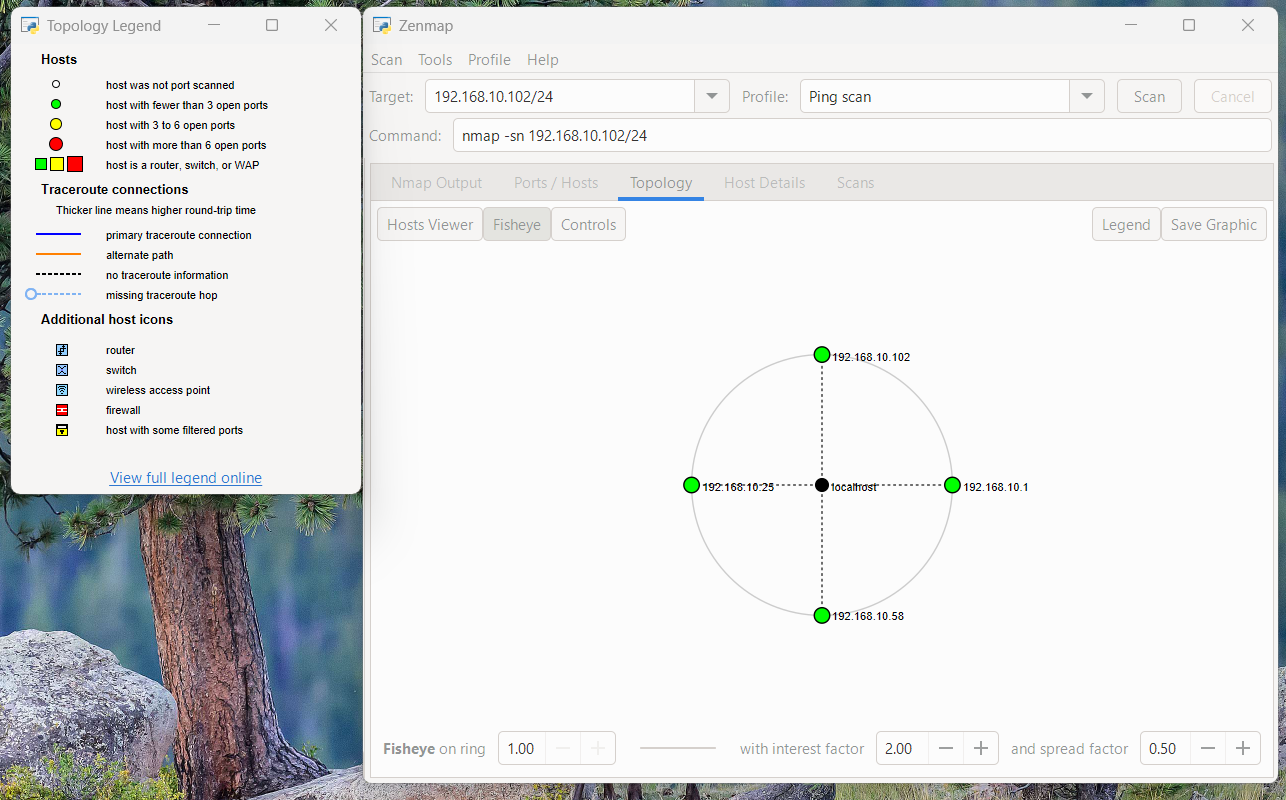 Topology Legend
Hosts
host was not port scanned
host with fewer than 3 open ports
host with 3 to 6 open ports
host with more than 6 open ports
host is a router, switch, or WAP
Traceroute connections
Thicker line means higher round-trip time
primary traceroute connection
alternate path
no traceroute information
missing traceroute hop
Additional host icons
router
switch
wireless access point
firewall
host with some filtered ports
View full legend online
Zenmap
Scan Tools Profile Help
Target: 192.168.10.102/24 Profile: Ping scan Scan Cancel
Command: nmap -sn 192.168.10.102/24
Nmap Output Ports / Hosts Topology Host Details Scans
Hosts Viewer Fisheye Controls Legend Save Graphic
192.168.10.102
192.168.10.25 localhost 192.168.10.1
192.168.10.58
Fisheye on ring 1.00 with interest factor 2.00 and spread factor 0.50